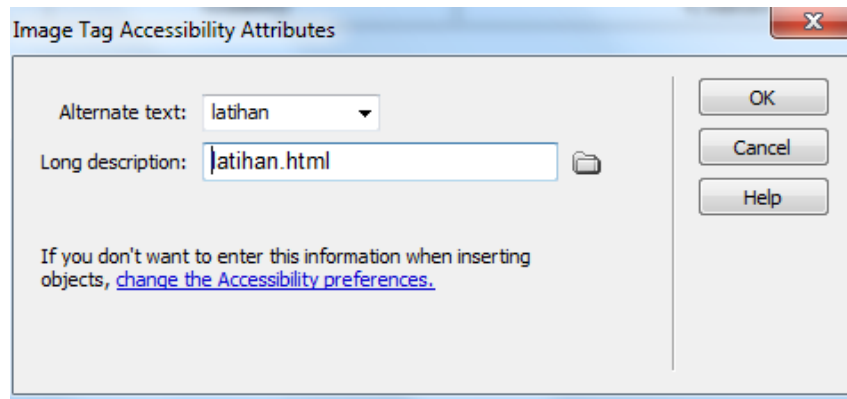 Image Tag Accessibility Attributes
Alternate text: latihan
Long description: latihan.html
If you don't want to enter this information when inserting
objects, change the Accessibility preferences.
OK
Cancel
Help